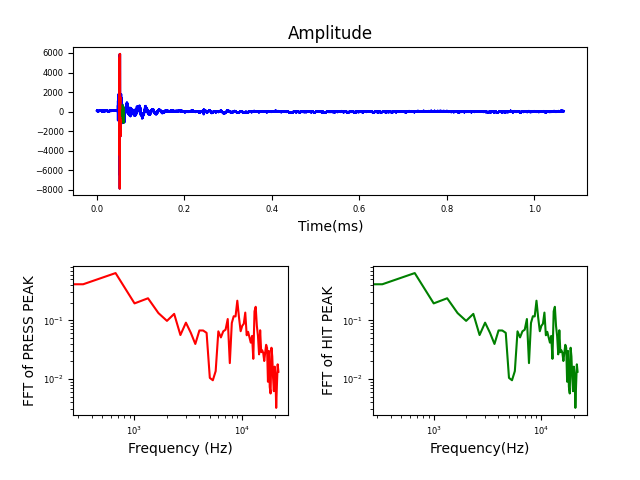 Amplitude
6000
4000
2000
0
−2000
−4000
−6000
−8000
0.0 0.2 0.4 0.6 0.8 1.0
Time(ms)
FFT of PRESS PEAK
10⁻¹
10⁻²
10³ 10⁴
Frequency (Hz)
FFT of HIT PEAK
10⁻¹
10⁻²
10³ 10⁴
Frequency(Hz)